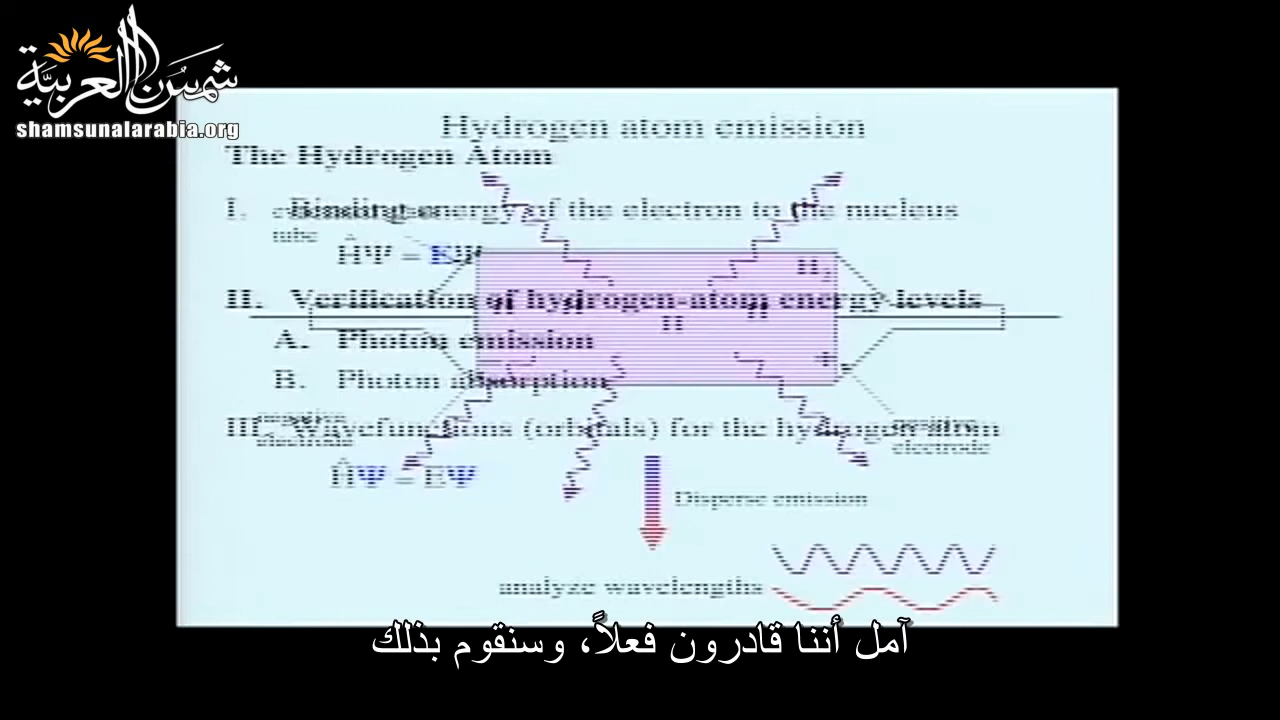 شمس العربية
shamsunalarabia.org
Hydrogen atom emission
The Hydrogen Atom
I. Binding energy of the electron to the nucleus
ĤΨ = EΨ
II. Verification of hydrogen-atom energy levels
H₂
H H
H
A. Photon emission
B. Photon absorption
III. Wavefunctions (orbitals) for the hydrogen atom
electrode
ĤΨ = EΨ
Disperse emission
analyze wavelengths
آمل أننا قادرون فعلاً، وسنقوم بذلك